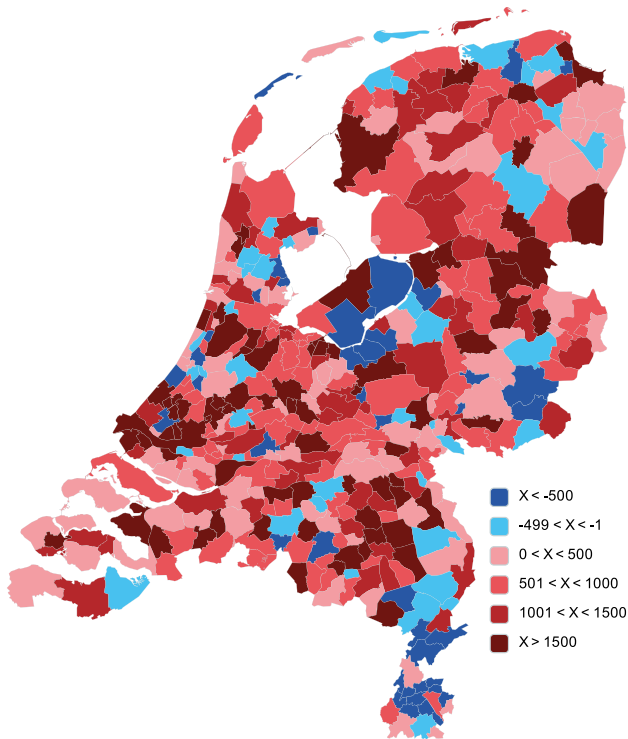 X < -500
-499 < X < -1
0 < X < 500
501 < X < 1000
1001 < X < 1500
X > 1500